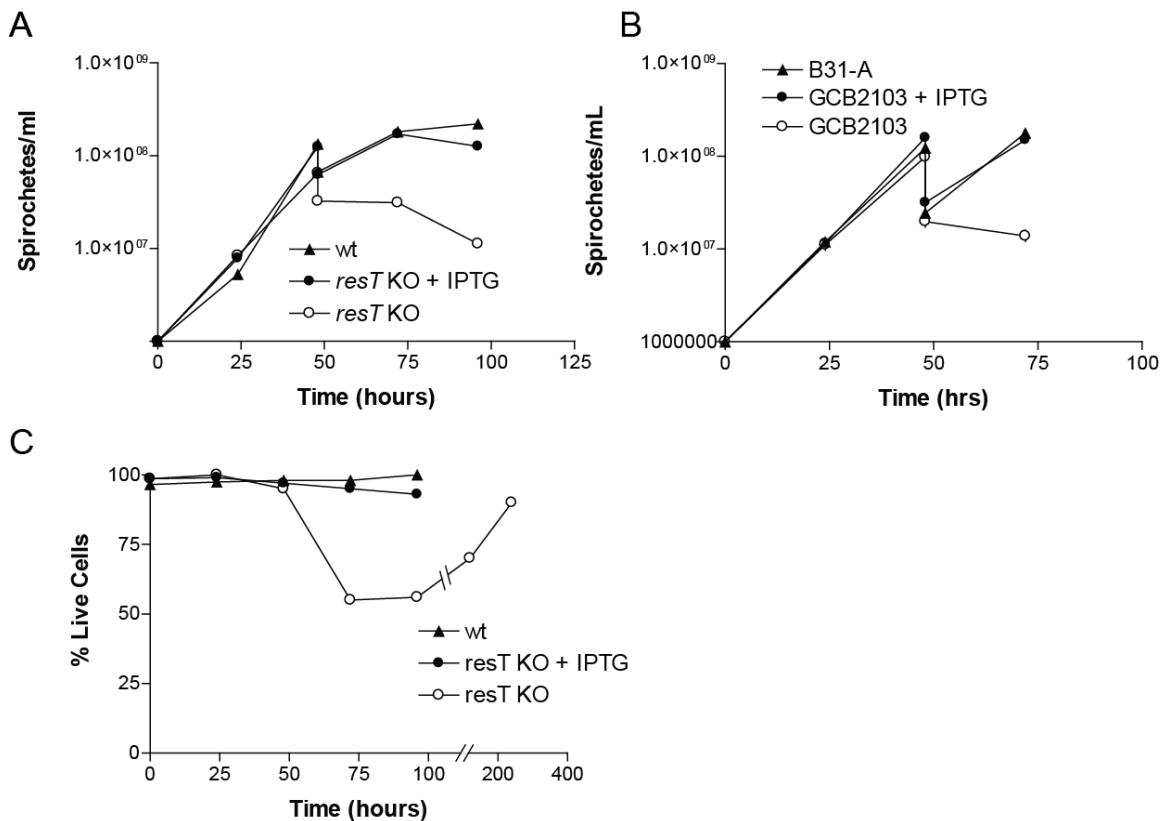 A
1.0×10 09
1.0×10 08
1.0×10 07
Spirochetes/ml
wt
resT KO + IPTG
resT KO
0 25 50 75 100 125
Time (hours)
B
1.0×10 09
1.0×10 08
1.0×10 07
1000000
Spirochetes/mL
B31-A
GCB2103 + IPTG
GCB2103
0 25 50 75 100
Time (hrs)
C
100
75
50
25
0
% Live Cells
wt
resT KO + IPTG
resT KO
0 25 50 75 100 200 400
Time (hours)